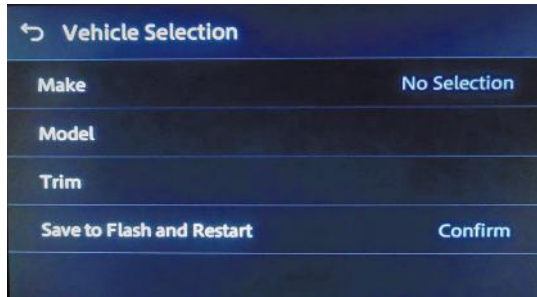 Vehicle Selection
Make No Selection
Model
Trim
Save to Flash and Restart Confirm